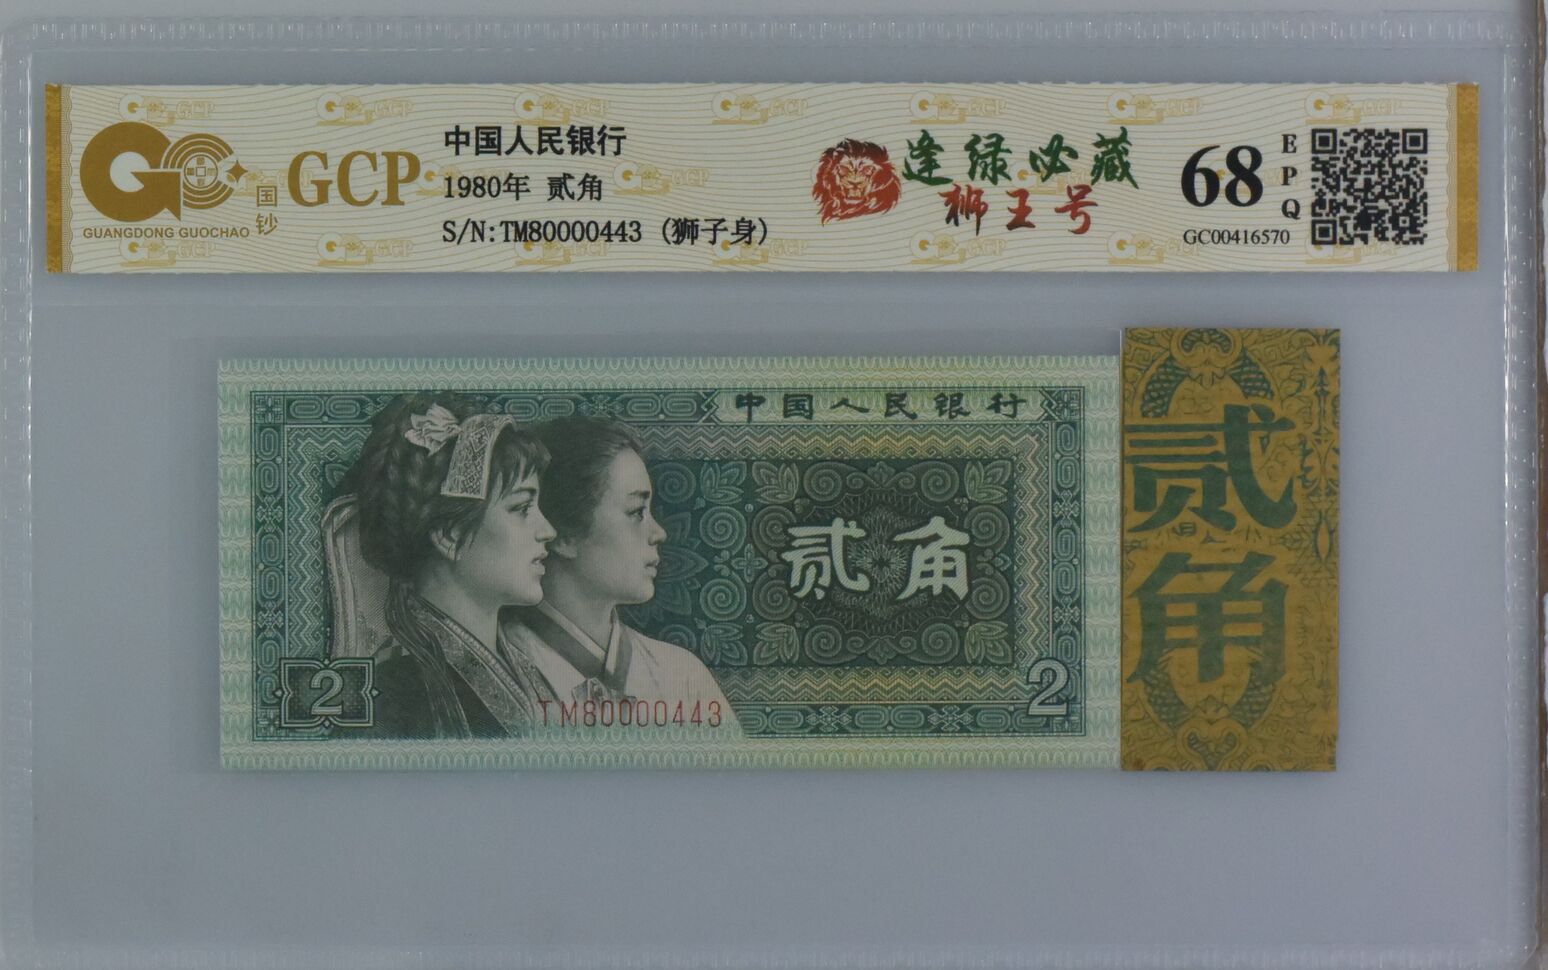 GC
GUANGDONG GUOCHAO
国钞
GCP
中国人民银行
1980年 贰角
S/N:TM80000443 (狮子身)
逢绿必藏
狮王号
68
EPQ
GC00416570
中国人民银行
贰角
2
TM80000443
2
贰角